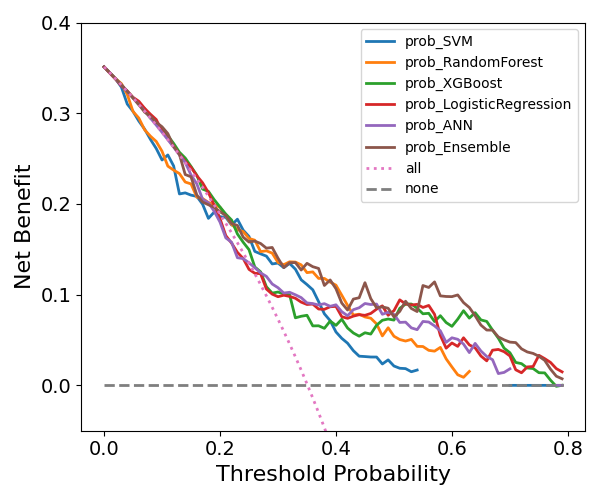 0.4
0.3
0.2
0.1
0.0
Net Benefit
prob_SVM
prob_RandomForest
prob_XGBoost
prob_LogisticRegression
prob_ANN
prob_Ensemble
all
none
0.0 0.2 0.4 0.6 0.8
Threshold Probability